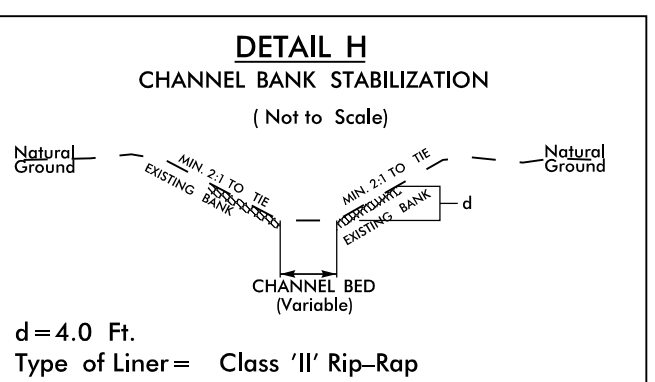 DETAIL H
CHANNEL BANK STABILIZATION
( Not to Scale)
Natural
Ground
MIN. 2:1 TO TIE
EXISTING BANK
MIN. 2:1 TO TIE
EXISTING BANK
d
Natural
Ground
CHANNEL BED
(Variable)
d=4.0 Ft.
Type of Liner= Class 'II' Rip-Rap